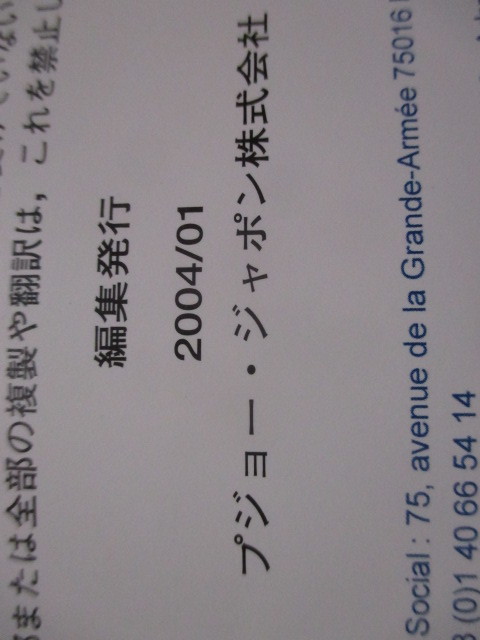 部または全部の複製や翻訳は，これを禁止し
編集発行
2004/01
プジョー・ジャポン株式会社
Social : 75, avenue de la Grande-Armée 75016
(0)1 40 66 54 14